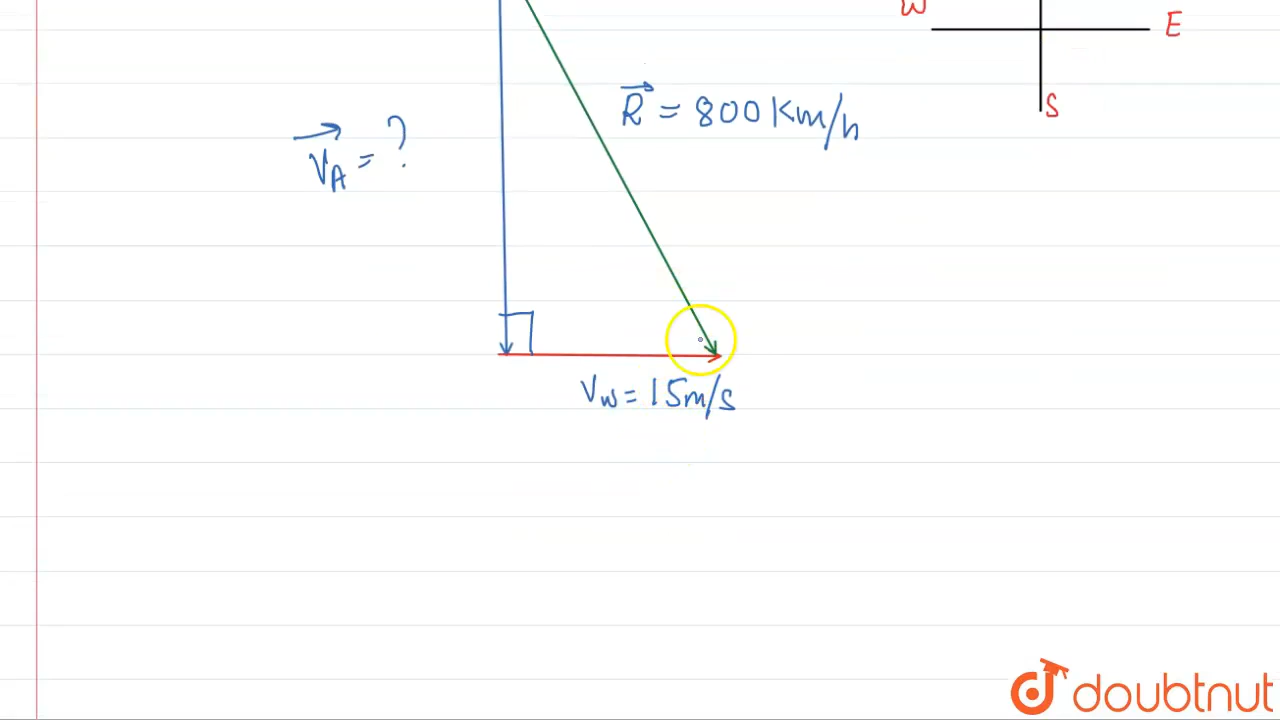 W
E
R = 800 Km/h
S
VA = ?
Vw = 15m/s
doubtnut